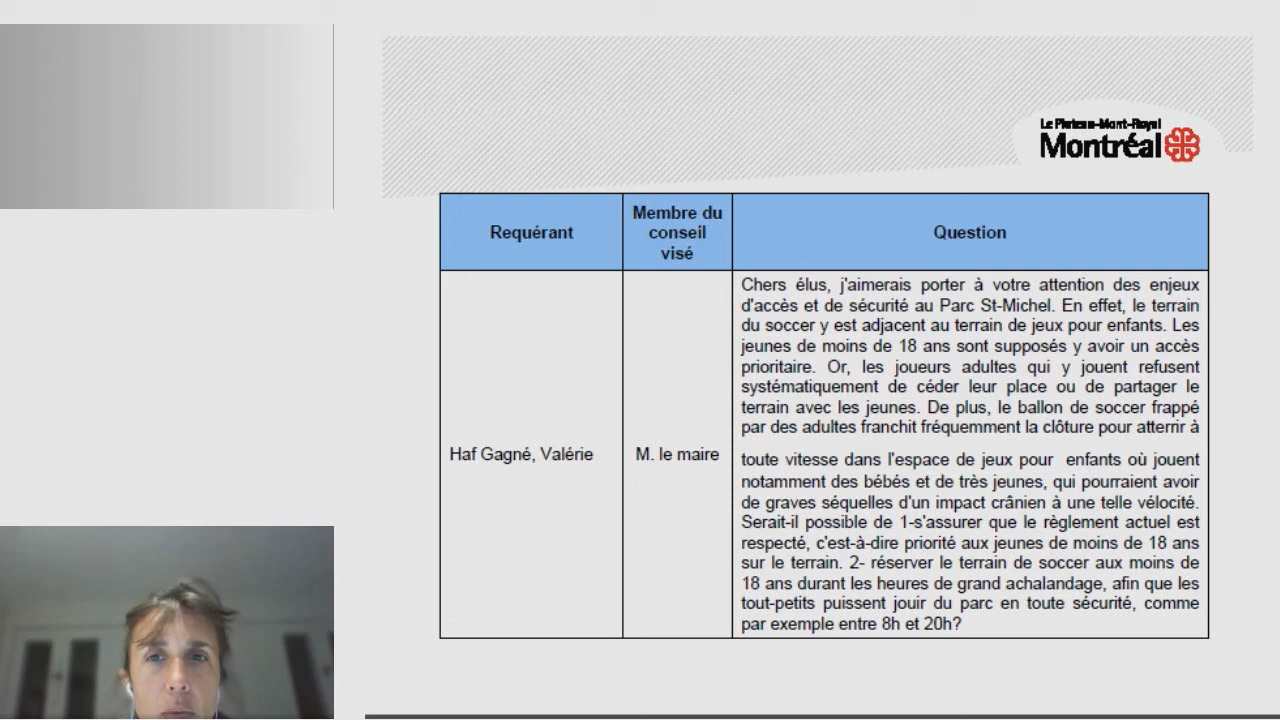 Le Plateau-Mont-Royal
Montréal
Requérant
Membre du
conseil
visé
Question
Haf Gagné, Valérie
M. le maire
Chers élus, j'aimerais porter à votre attention des enjeux
d'accès et de sécurité au Parc St-Michel. En effet, le terrain
du soccer y est adjacent au terrain de jeux pour enfants. Les
jeunes de moins de 18 ans sont supposés y avoir un accès
prioritaire. Or, les joueurs adultes qui y jouent refusent
systématiquement de céder leur place ou de partager le
terrain avec les jeunes. De plus, le ballon de soccer frappé
par des adultes franchit fréquemment la clôture pour atterrir à
toute vitesse dans l'espace de jeux pour enfants où jouent
notamment des bébés et de très jeunes, qui pourraient avoir
de graves séquelles d'un impact crânien à une telle vélocité.
Serait-il possible de 1-s'assurer que le règlement actuel est
respecté, c'est-à-dire priorité aux jeunes de moins de 18 ans
sur le terrain. 2- réserver le terrain de soccer aux moins de
18 ans durant les heures de grand achalandage, afin que les
tout-petits puissent jouir du parc en toute sécurité, comme
par exemple entre 8h et 20h?